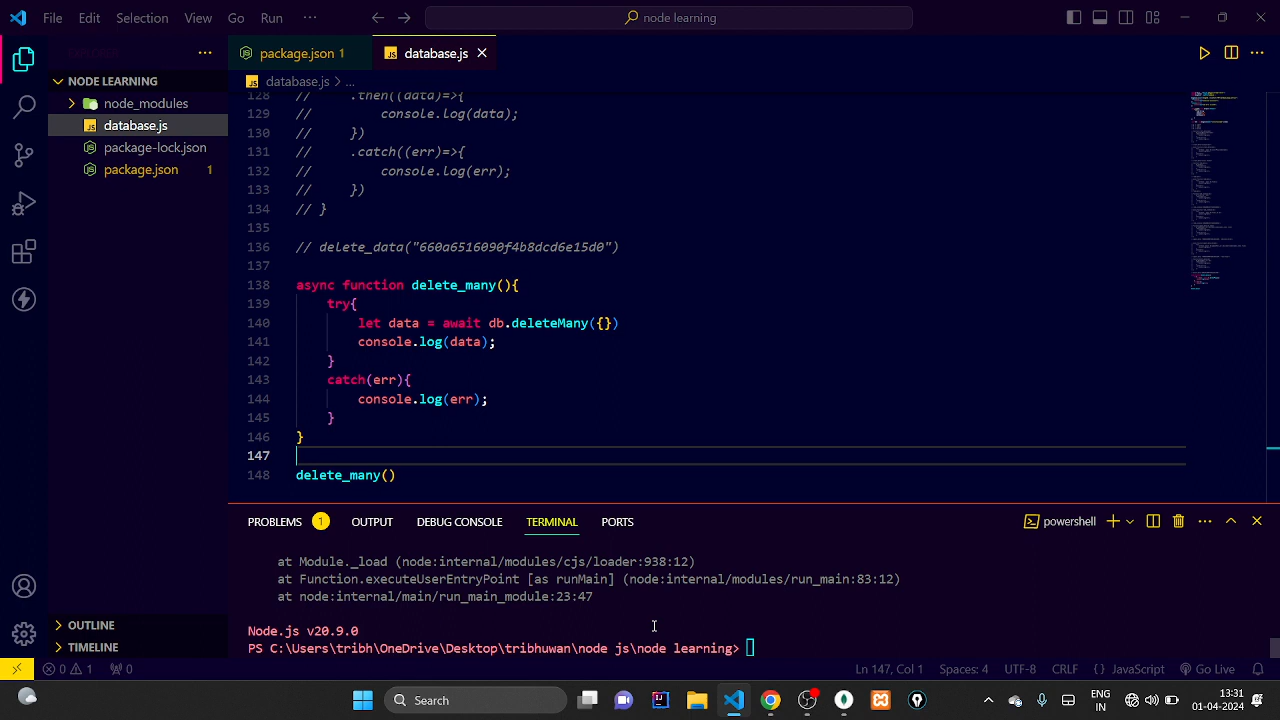 File Edit Selection View Go Run ··· node learning
package.json 1 database.js
NODE LEARNING
node_modules
database.js
package-lock.json
package.json 1
OUTLINE
TIMELINE
database.js > ...
128 // .then((data)=>{
129 // console.log(data);
130 // })
131 // .catch((err)=>{
132 // console.log(err);
133 // })
134 // }
135
136 // delete_data("660a6516030f4b8dcd6e15d0")
137
138 async function delete_many(){
139 try{
140 let data = await db.deleteMany({})
141 console.log(data);
142 }
143 catch(err){
144 console.log(err);
145 }
146 }
147
148 delete_many()
PROBLEMS 1 OUTPUT DEBUG CONSOLE TERMINAL PORTS powershell
at Module._load (node:internal/modules/cjs/loader:938:12)
at Function.executeUserEntryPoint [as runMain] (node:internal/modules/run_main:83:12)
at node:internal/main/run_main_module:23:47
Node.js v20.9.0
PS C:\Users\tribh\OneDrive\Desktop\tribhuwan\node js\node learning>
0 1 0 Ln 147, Col 1 Spaces: 4 UTF-8 CRLF {} JavaScript Go Live
Search ENG IN 13:31 01-04-2024